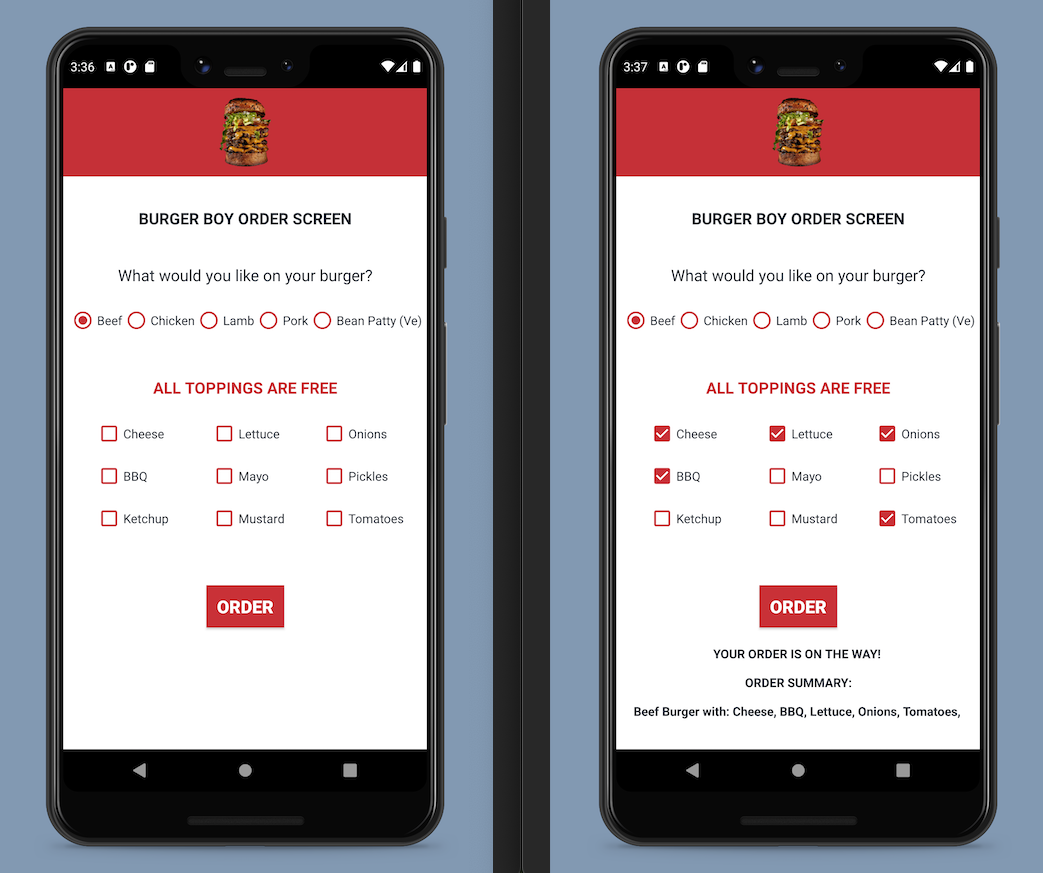 3:36
BURGER BOY ORDER SCREEN
What would you like on your burger?
Beef Chicken Lamb Pork Bean Patty (Ve)
ALL TOPPINGS ARE FREE
Cheese Lettuce Onions
BBQ Mayo Pickles
Ketchup Mustard Tomatoes
ORDER
3:37
BURGER BOY ORDER SCREEN
What would you like on your burger?
Beef Chicken Lamb Pork Bean Patty (Ve)
ALL TOPPINGS ARE FREE
Cheese Lettuce Onions
BBQ Mayo Pickles
Ketchup Mustard Tomatoes
ORDER
YOUR ORDER IS ON THE WAY!
ORDER SUMMARY:
Beef Burger with: Cheese, BBQ, Lettuce, Onions, Tomatoes,